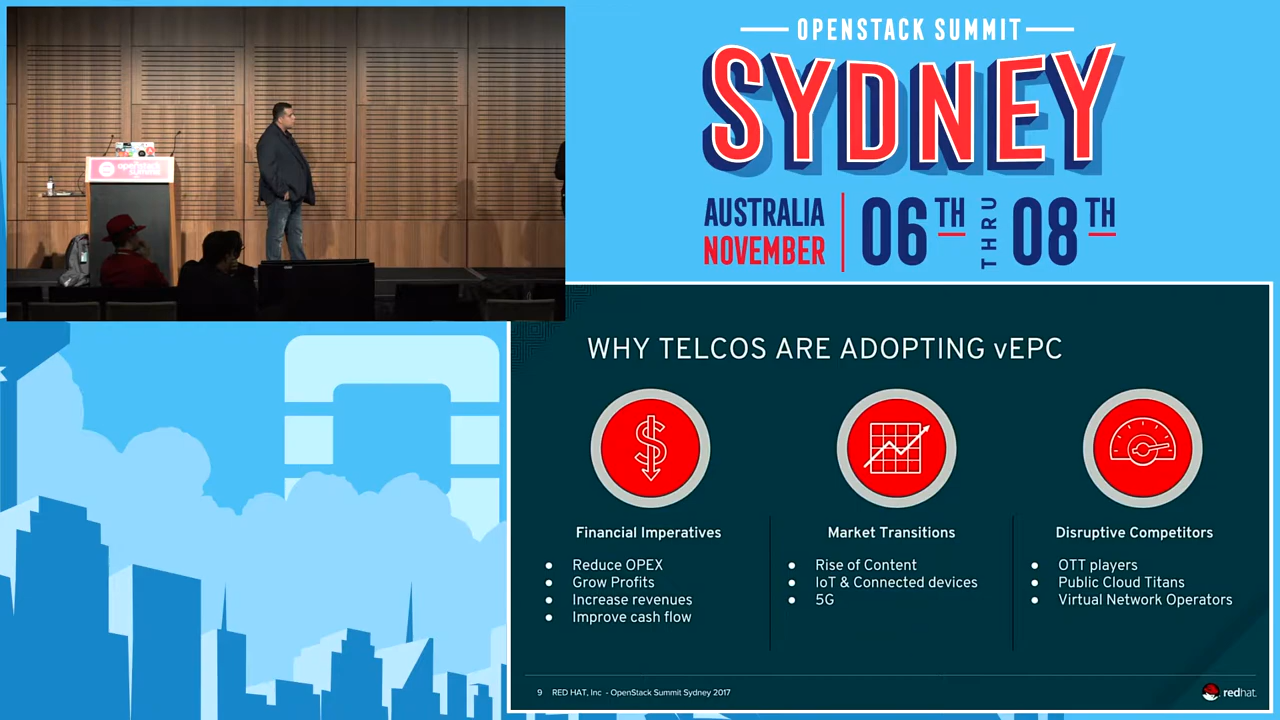 OPENSTACK SUMMIT
SYDNEY
AUSTRALIA
NOVEMBER
06TH THRU 08TH
openstack
WHY TELCOS ARE ADOPTING vEPC
Financial Imperatives
● Reduce OPEX
● Grow Profits
● Increase revenues
● Improve cash flow
Market Transitions
● Rise of Content
● IoT & Connected devices
● 5G
Disruptive Competitors
● OTT players
● Public Cloud Titans
● Virtual Network Operators
9 RED HAT, Inc - OpenStack Summit Sydney 2017
redhat.